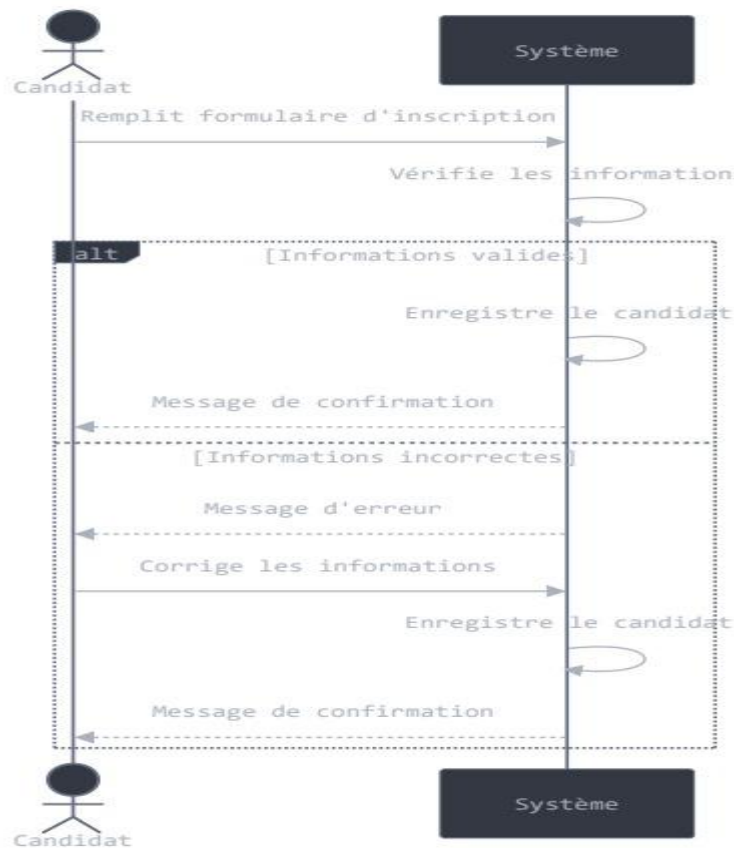 Système
Candidat
Remplit formulaire d'inscription
Vérifie les information
alt
[Informations valides]
Enregistre le candidat
Message de confirmation
[Informations incorrectes]
Message d'erreur
Corrige les informations
Enregistre le candidat
Message de confirmation
Système
Candidat